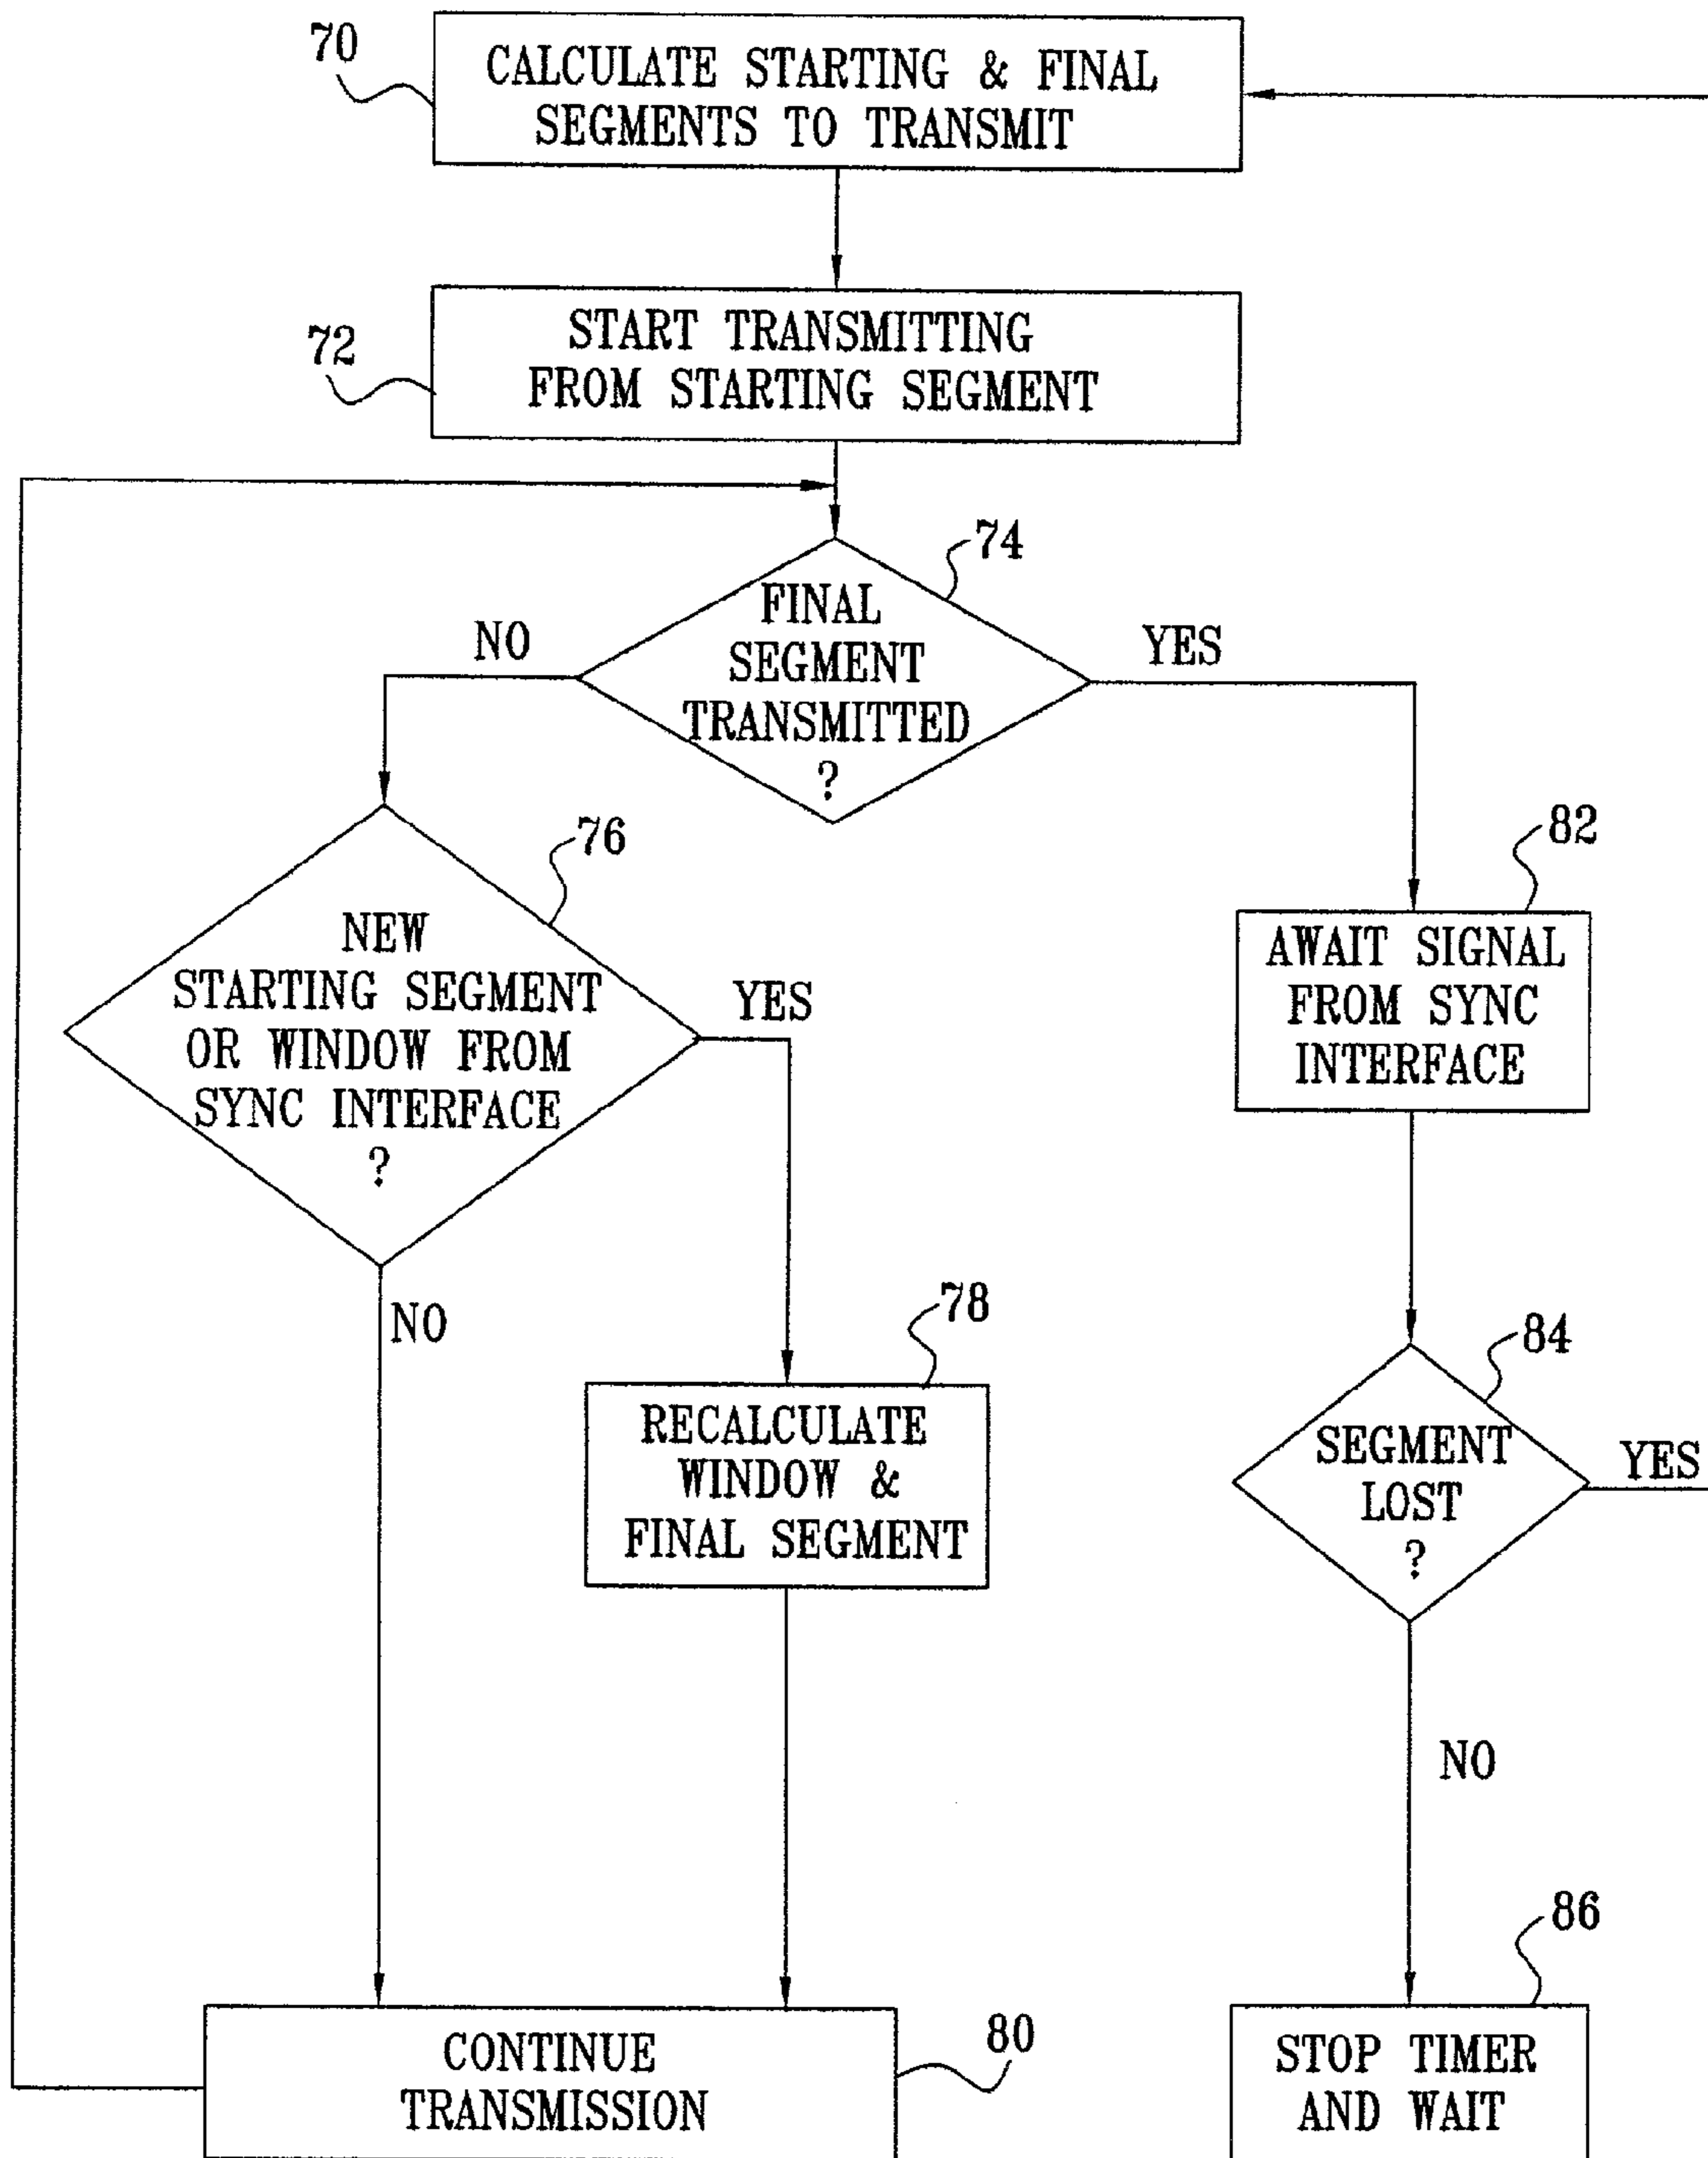 70
CALCULATE STARTING & FINAL
SEGMENTS TO TRANSMIT
72
START TRANSMITTING
FROM STARTING SEGMENT
74
FINAL
SEGMENT
TRANSMITTED
?
NO
YES
76
NEW
STARTING SEGMENT
OR WINDOW FROM
SYNC INTERFACE
?
YES
NO
82
AWAIT SIGNAL
FROM SYNC
INTERFACE
78
RECALCULATE
WINDOW &
FINAL SEGMENT
84
SEGMENT
LOST
?
YES
NO
80
CONTINUE
TRANSMISSION
86
STOP TIMER
AND WAIT